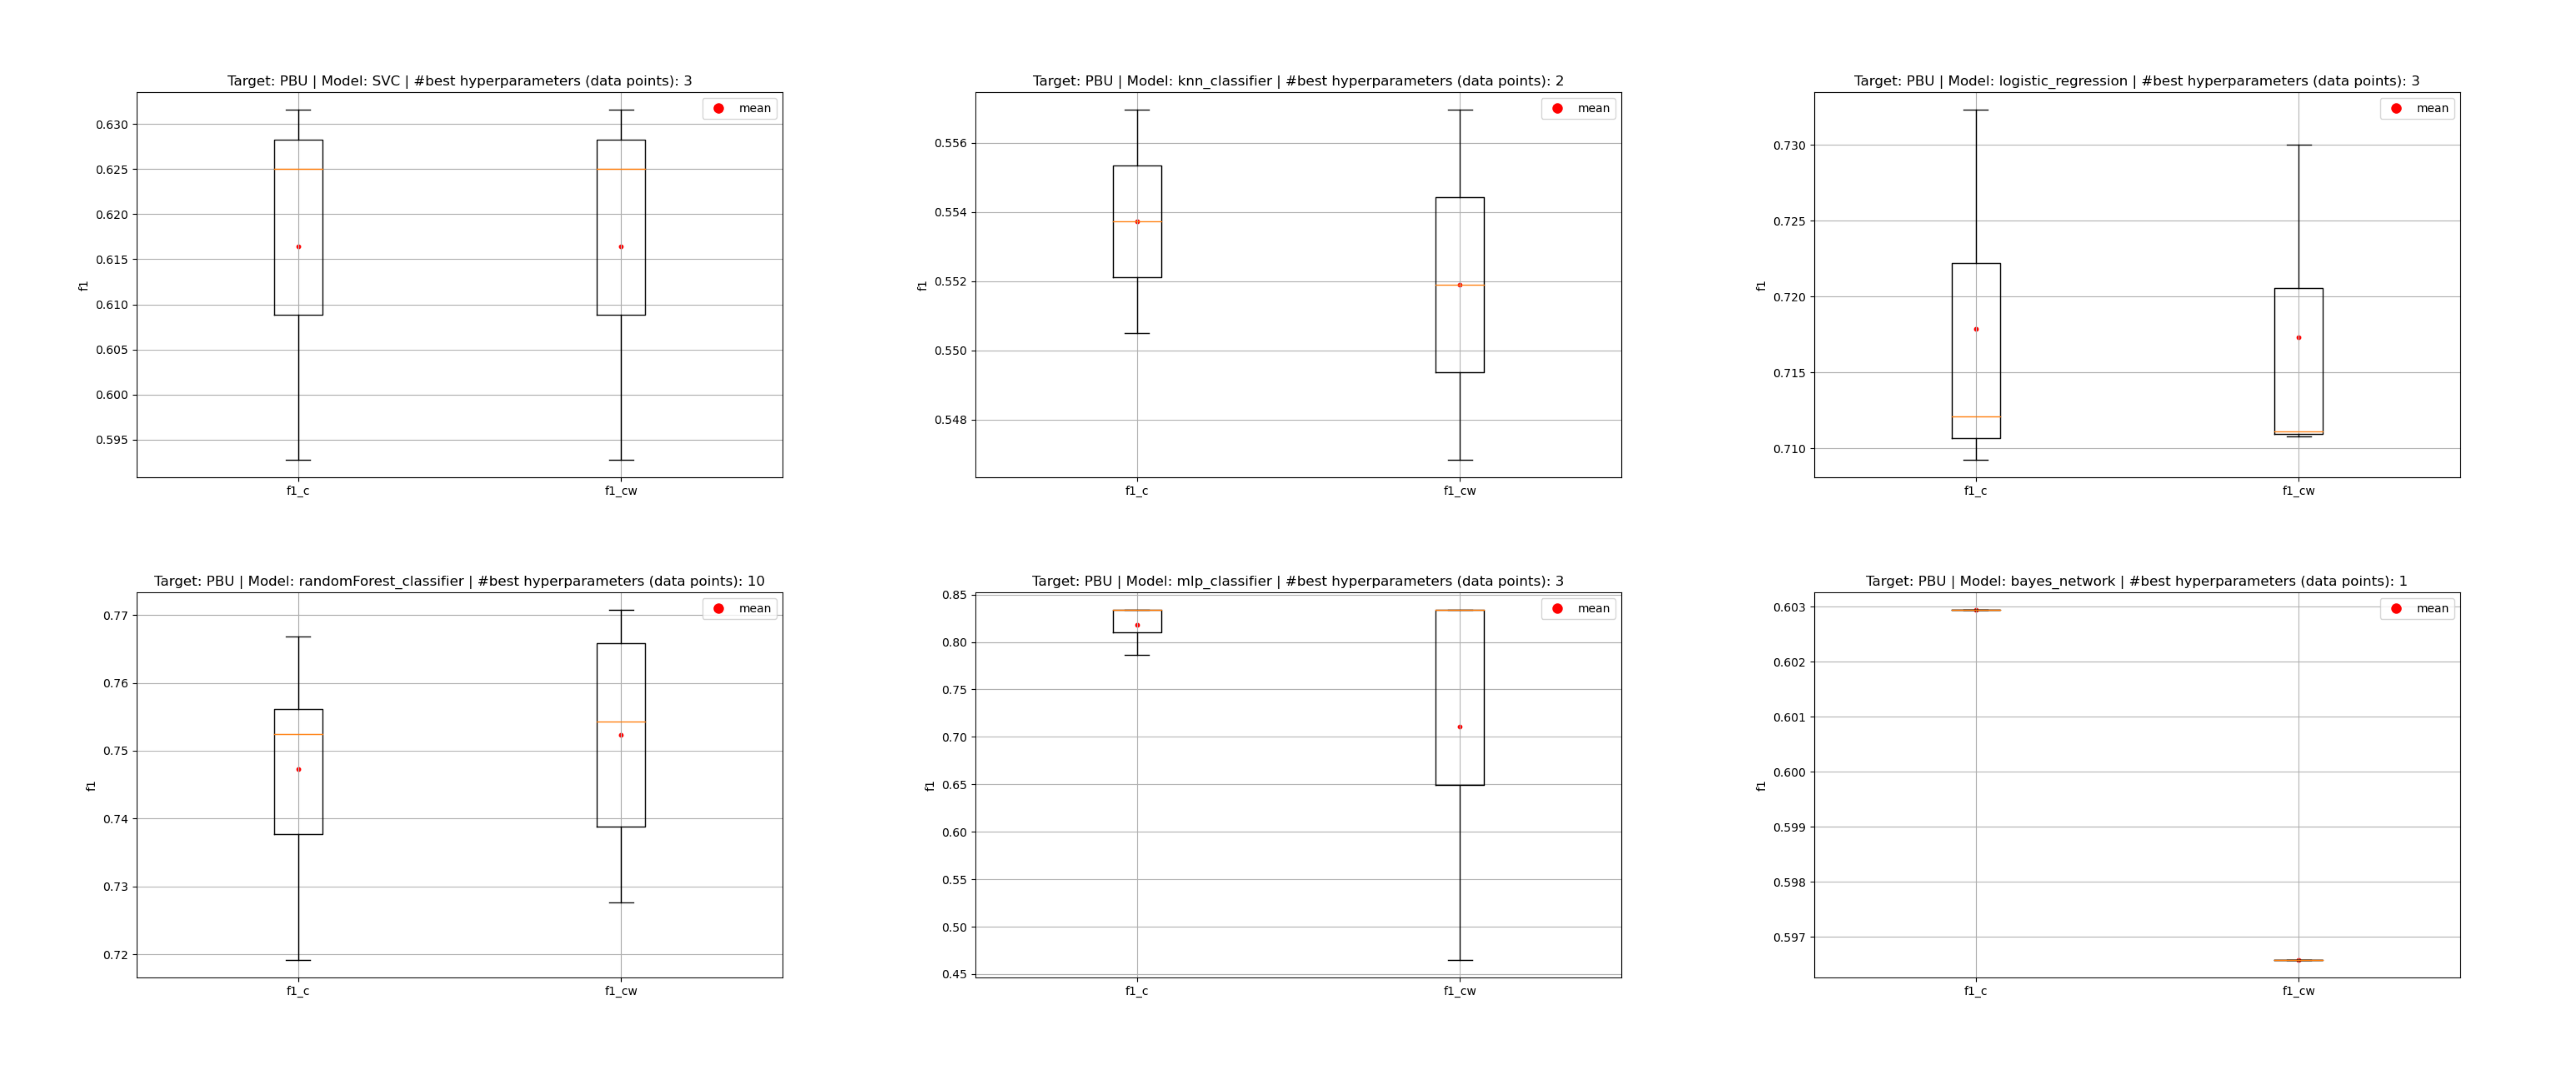 Target: PBU | Model: SVC | #best hyperparameters (data points): 3
mean
0.630
0.625
0.620
0.615
0.610
0.605
0.600
0.595
f1
f1_c
f1_cw
Target: PBU | Model: knn_classifier | #best hyperparameters (data points): 2
mean
0.556
0.554
0.552
0.550
0.548
f1
f1_c
f1_cw
Target: PBU | Model: logistic_regression | #best hyperparameters (data points): 3
mean
0.730
0.725
0.720
0.715
0.710
f1
f1_c
f1_cw
Target: PBU | Model: randomForest_classifier | #best hyperparameters (data points): 10
mean
0.77
0.76
0.75
0.74
0.73
0.72
f1
f1_c
f1_cw
Target: PBU | Model: mlp_classifier | #best hyperparameters (data points): 3
mean
0.85
0.80
0.75
0.70
0.65
0.60
0.55
0.50
0.45
f1
f1_c
f1_cw
Target: PBU | Model: bayes_network | #best hyperparameters (data points): 1
mean
0.603
0.602
0.601
0.600
0.599
0.598
0.597
f1
f1_c
f1_cw